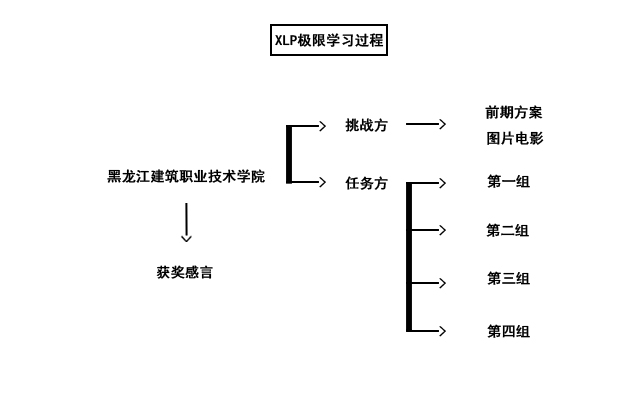 XLP极限学习过程
前期方案
挑战方
图片电影
黑龙江建筑职业技术学院
任务方
第一组
第二组
获奖感言
第三组
第四组